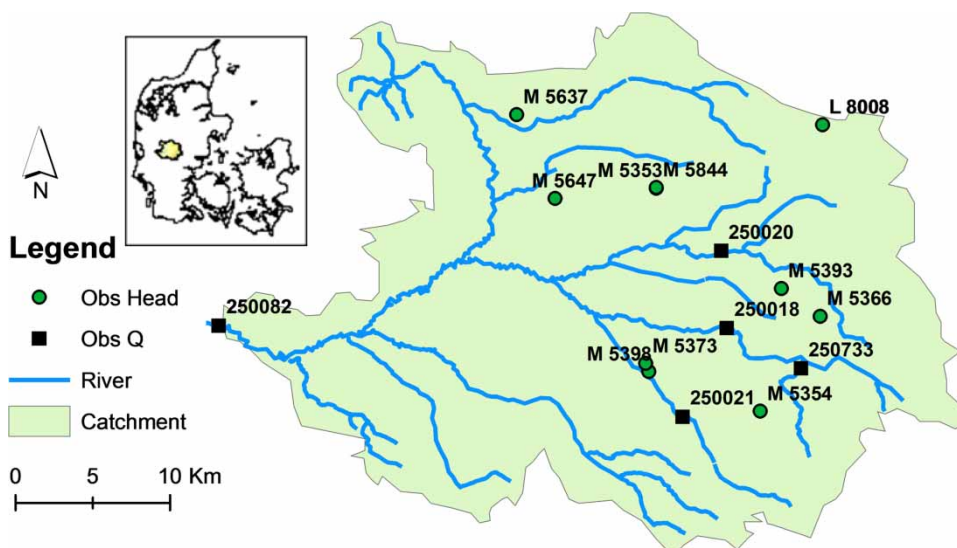 M 5637
L 8008
M 5647
M 5353
M 5844
250020
M 5393
M 5366
250018
250733
250082
M 5373
M 5398
250021
M 5354
N
Legend
Obs Head
Obs Q
River
Catchment
0 5 10 Km